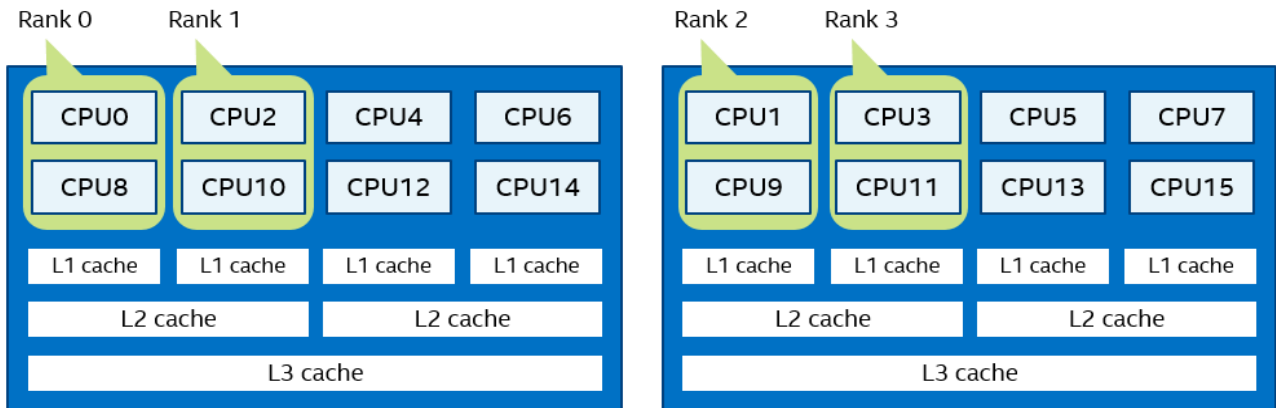 Rank 0 Rank 1 Rank 2 Rank 3
CPU0 CPU2 CPU4 CPU6 CPU1 CPU3 CPU5 CPU7
CPU8 CPU10 CPU12 CPU14 CPU9 CPU11 CPU13 CPU15
L1 cache L1 cache L1 cache L1 cache L1 cache L1 cache L1 cache L1 cache
L2 cache L2 cache L2 cache L2 cache
L3 cache L3 cache